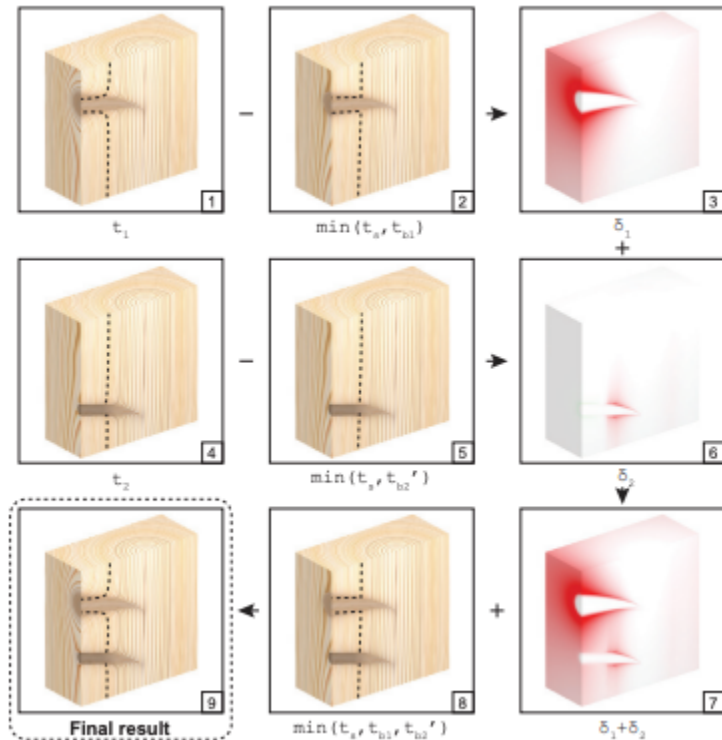 1
2
3
t₁
min(tₛ,t_b1)
δ₁
−
→
+
4
5
6
t₂
min(tₛ,t_b2′)
δ₂
−
→
9
8
7
Final result
min(tₛ,t_b1,t_b2′)
δ₁+δ₂
+